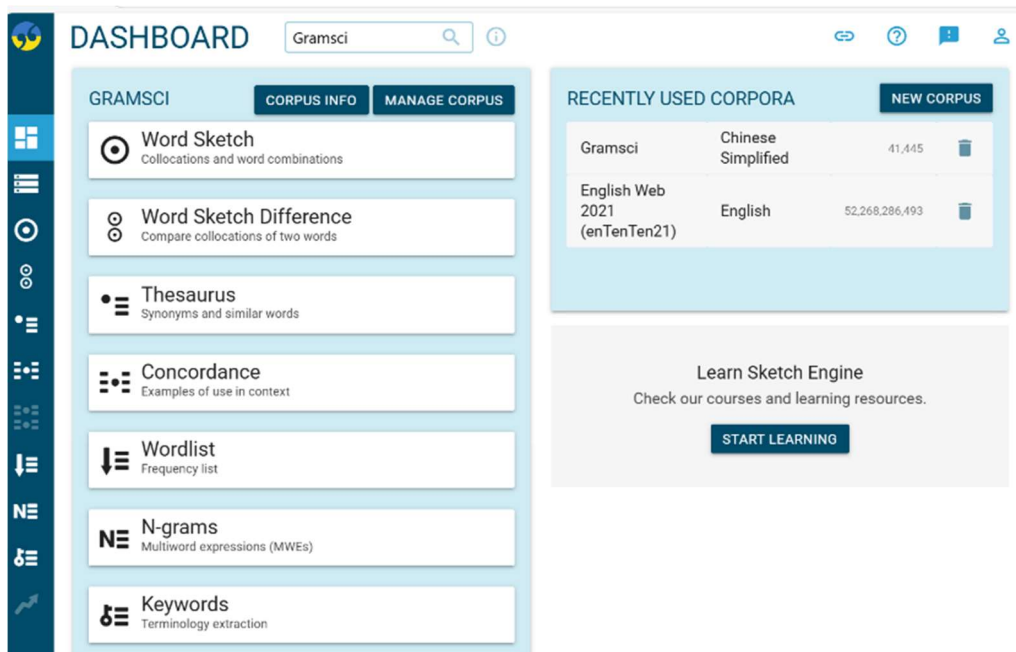 DASHBOARD
Gramsci
GRAMSCI
CORPUS INFO
MANAGE CORPUS
Word Sketch
Collocations and word combinations
Word Sketch Difference
Compare collocations of two words
Thesaurus
Synonyms and similar words
Concordance
Examples of use in context
Wordlist
Frequency list
N-grams
Multiword expressions (MWEs)
Keywords
Terminology extraction
RECENTLY USED CORPORA
NEW CORPUS
Gramsci
Chinese
Simplified
41,445
English Web
2021
(enTenTen21)
English
52,268,286,493
Learn Sketch Engine
Check our courses and learning resources.
START LEARNING